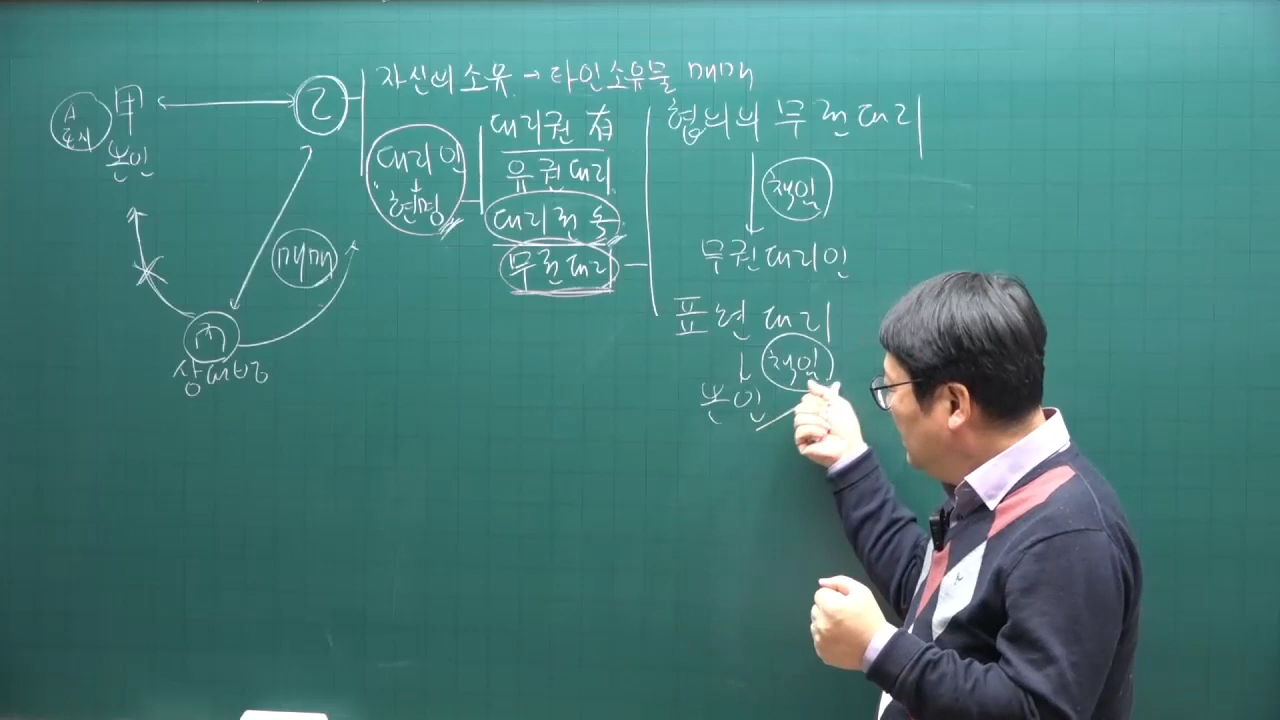 甲
본인
乙
자신의 소유 → 타인소유물 매매
대리인
+
현명
대리권 有
유권대리
대리권 속
무권대리
협의의 무권대리
책임
무권대리인
표현대리
책임
본인
매매
丙
상대방